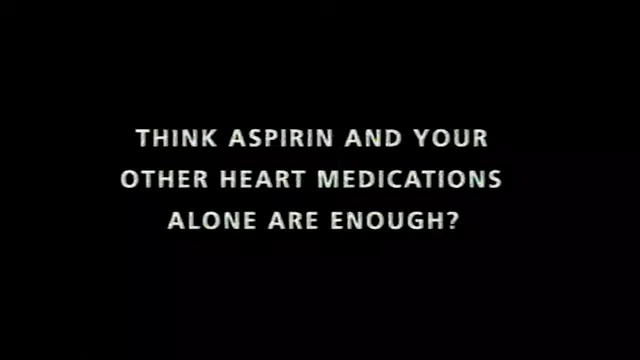 THINK ASPIRIN AND YOUR
OTHER HEART MEDICATIONS
ALONE ARE ENOUGH?